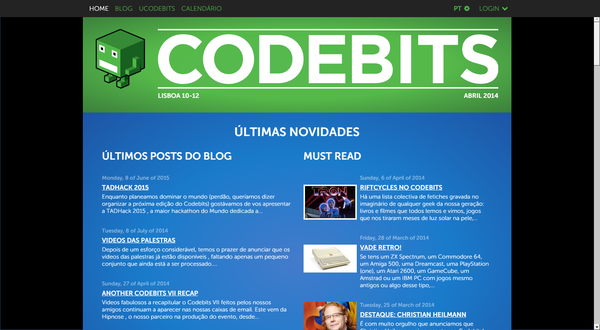 HOME BLOG UCODEBITS CALENDÁRIO PT LOGIN
CODEBITS
LISBOA 10-12 ABRIL 2014
ÚLTIMAS NOVIDADES
ÚLTIMOS POSTS DO BLOG
Monday, 8 of June of 2015
TADHACK 2015
Enquanto planeamos dominar o mundo (perdão, queríamos dizer
organizar a próxima edição do Codebits) gostávamos de vos apresentar
a TADHack 2015 , a maior hackathon do Mundo dedicada a...
Tuesday, 8 of July of 2014
VIDEOS DAS PALESTRAS
Depois de um esforço considerável, temos o prazer de anunciar que os
vídeos das palestras já estão disponíveis , faltando apenas um pequeno
conjunto que ainda está a ser processado....
Sunday, 27 of April of 2014
ANOTHER CODEBITS VII RECAP
Vídeos fabulosos a recapitular o Codebits VII feitos pelos nossos
amigos continuam a aparecer nas nossas caixas de email. Este vem da
Hipnose , o nosso parceiro na produção do evento, desde...
MUST READ
Sunday, 6 of April of 2014
RIFTCYCLES NO CODEBITS
Há uma lista colectiva de fetiches gravada no
imaginário de qualquer geek da nossa geração:
livros e filmes que todos lemos e vimos, jogos
que nos tiraram meses de luz solar na pele,...
TRON
Friday, 28 of March of 2014
VADE RETRO!
Se tens um ZX Spectrum, um Commodore 64,
um Amiga 500, uma Dreamcast, uma PlayStation
(one), um Atari 2600, um GameCube, um
Amstrad ou um IBM PC com jogos mesmo
antigos ou algo desse tipo,...
Tuesday, 25 of March of 2014
DESTAQUE: CHRISTIAN HEILMANN
É com muito orgulho que anunciamos que